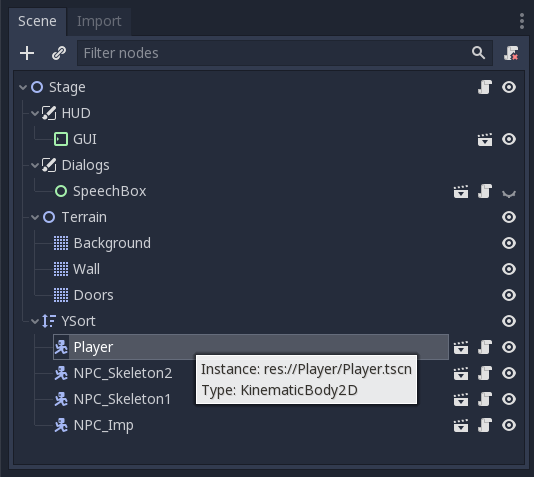 Scene Import
Filter nodes
Stage
HUD
GUI
Dialogs
SpeechBox
Terrain
Background
Wall
Doors
YSort
Player
Instance: res://Player/Player.tscn
NPC_Skeleton2
Type: KinematicBody2D
NPC_Skeleton1
NPC_Imp